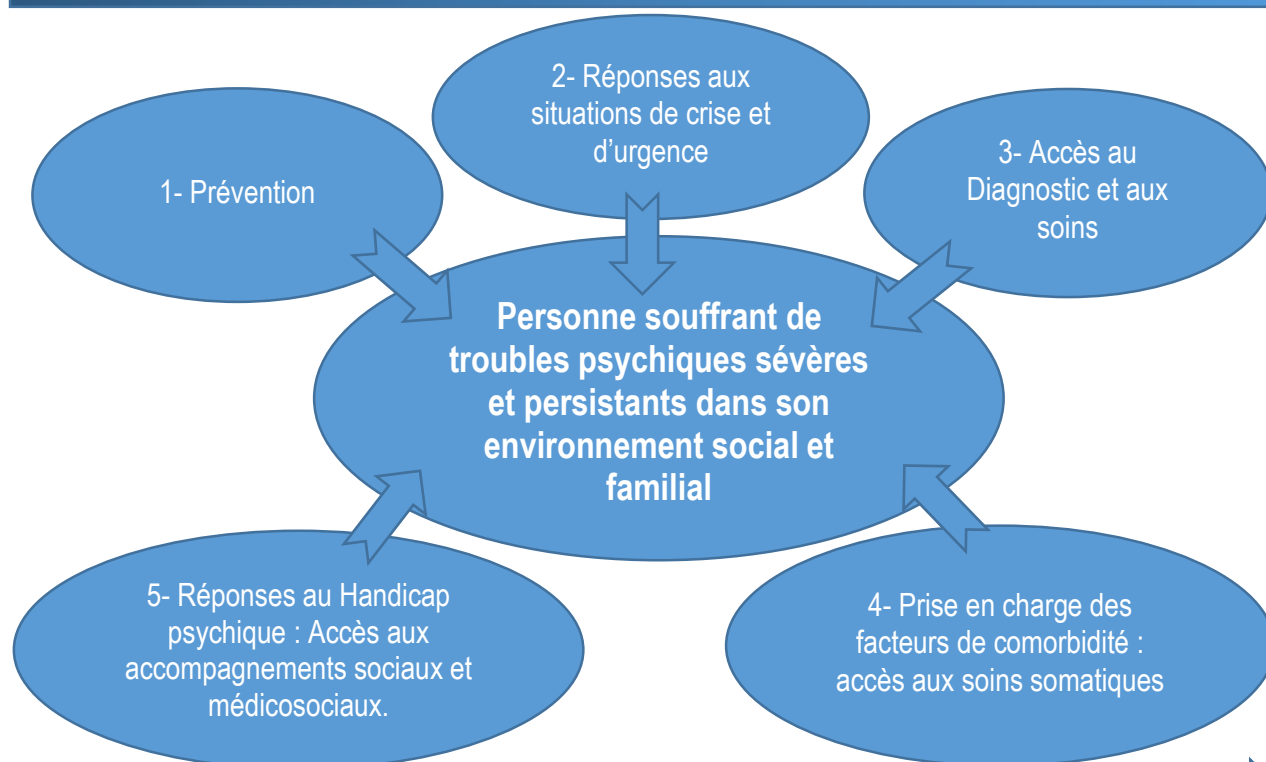 1- Prévention
2- Réponses aux
situations de crise et
d’urgence
3- Accès au
Diagnostic et aux
soins
Personne souffrant de
troubles psychiques sévères
et persistants dans son
environnement social et
familial
5- Réponses au Handicap
psychique : Accès aux
accompagnements sociaux et
médicosociaux.
4- Prise en charge des
facteurs de comorbidité :
accès aux soins somatiques